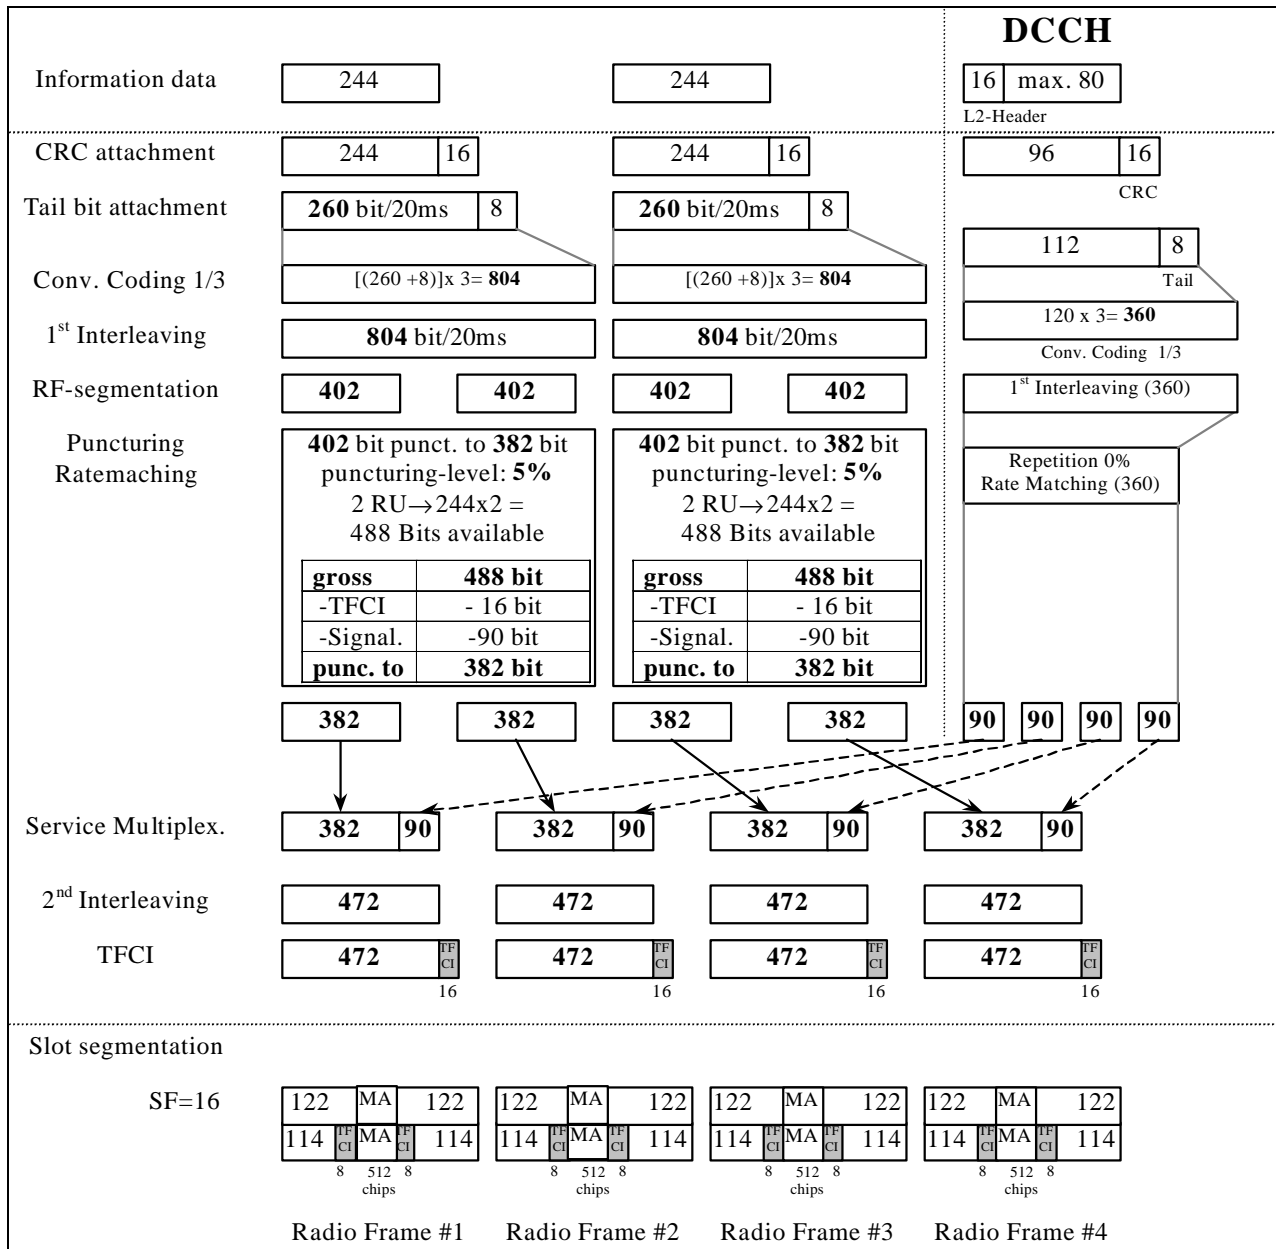 DCCH
Information data 244 244 16 max. 80
L2-Header
CRC attachment 244 16 244 16 96 16
CRC
Tail bit attachment 260 bit/20ms 8 260 bit/20ms 8
112 8
Tail
Conv. Coding 1/3 [(260 +8)]x 3= 804 [(260 +8)]x 3= 804
120 x 3= 360
Conv. Coding 1/3
1st Interleaving 804 bit/20ms 804 bit/20ms
RF-segmentation 402 402 402 402 1st Interleaving (360)
Puncturing
Ratemaching
402 bit punct. to 382 bit
puncturing-level: 5%
2 RU→244x2 =
488 Bits available
gross 488 bit
-TFCI - 16 bit
-Signal. -90 bit
punc. to 382 bit
402 bit punct. to 382 bit
puncturing-level: 5%
2 RU→244x2 =
488 Bits available
gross 488 bit
-TFCI - 16 bit
-Signal. -90 bit
punc. to 382 bit
Repetition 0%
Rate Matching (360)
382 382 382 382 90 90 90 90
Service Multiplex. 382 90 382 90 382 90 382 90
2nd Interleaving 472 472 472 472
TFCI 472 TF CI 472 TF CI 472 TF CI 472 TF CI
16 16 16 16
Slot segmentation
SF=16 122 MA 122 122 MA 122 122 MA 122 122 MA 122
114 TF CI MA TF CI 114 114 TF CI MA TF CI 114 114 TF CI MA TF CI 114 114 TF CI MA TF CI 114
8 512 8 8 512 8 8 512 8 8 512 8
chips chips chips chips
Radio Frame #1 Radio Frame #2 Radio Frame #3 Radio Frame #4